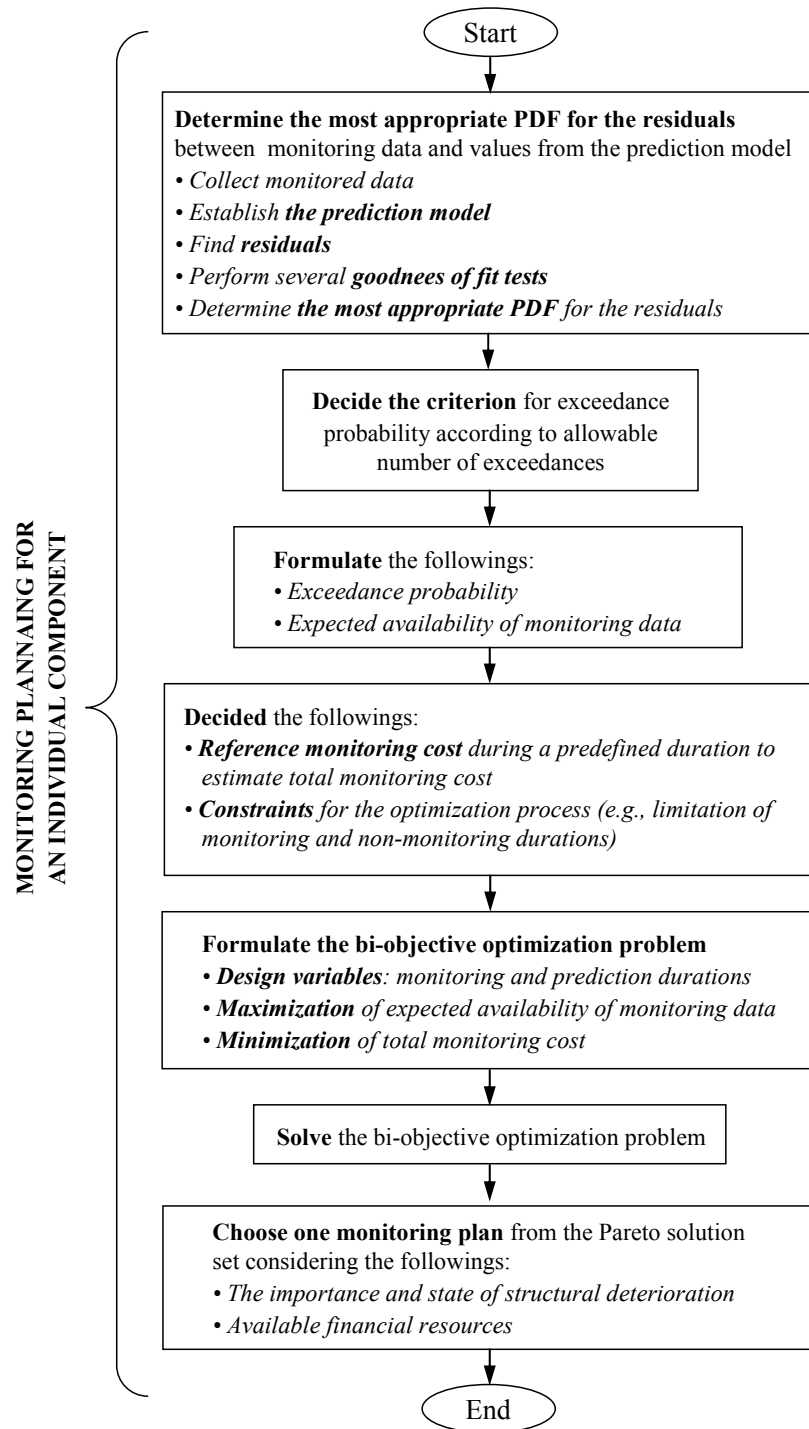 Start
Determine the most appropriate PDF for the residuals
between monitoring data and values from the prediction model
• Collect monitored data
• Establish the prediction model
• Find residuals
• Perform several goodnees of fit tests
• Determine the most appropriate PDF for the residuals
Decide the criterion for exceedance
probability according to allowable
number of exceedances
Formulate the followings:
• Exceedance probability
• Expected availability of monitoring data
MONITORING PLANNAING FOR
AN INDIVIDUAL COMPONENT
Decided the followings:
• Reference monitoring cost during a predefined duration to
estimate total monitoring cost
• Constraints for the optimization process (e.g., limitation of
monitoring and non-monitoring durations)
Formulate the bi-objective optimization problem
• Design variables: monitoring and prediction durations
• Maximization of expected availability of monitoring data
• Minimization of total monitoring cost
Solve the bi-objective optimization problem
Choose one monitoring plan from the Pareto solution
set considering the followings:
• The importance and state of structural deterioration
• Available financial resources
End